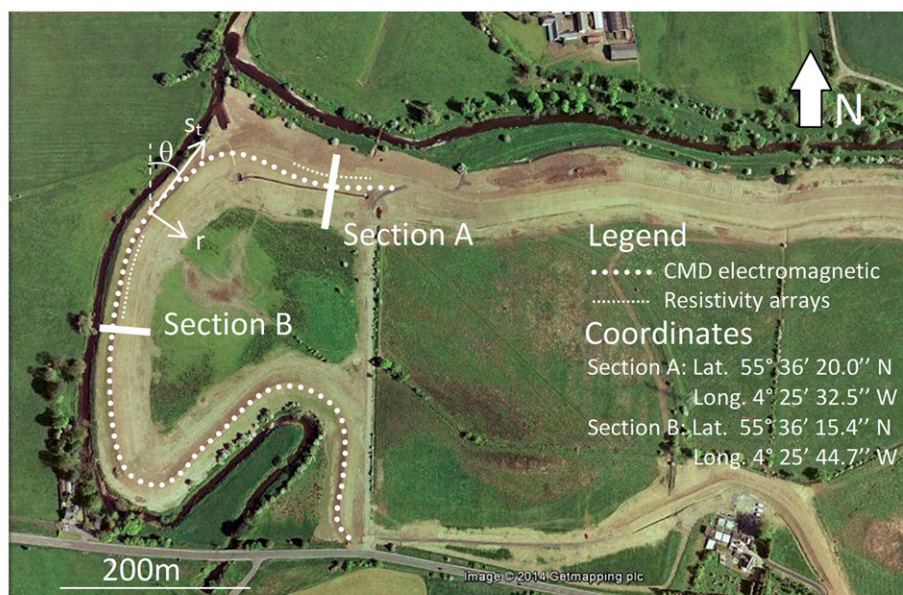 N
sₜ
θ
r
Section A
Section B
Legend
CMD electromagnetic
Resistivity arrays
Coordinates
Section A: Lat. 55° 36’ 20.0’’ N
Long. 4° 25’ 32.5’’ W
Section B: Lat. 55° 36’ 15.4’’ N
Long. 4° 25’ 44.7’’ W
200m
Image © 2014 Getmapping plc